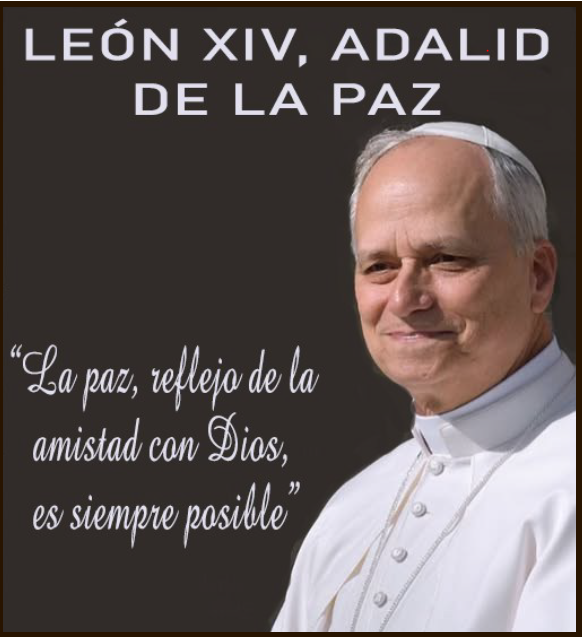 LEÓN XIV, ADALID
DE LA PAZ
“La paz, reflejo de la
amistad con Dios,
es siempre posible”